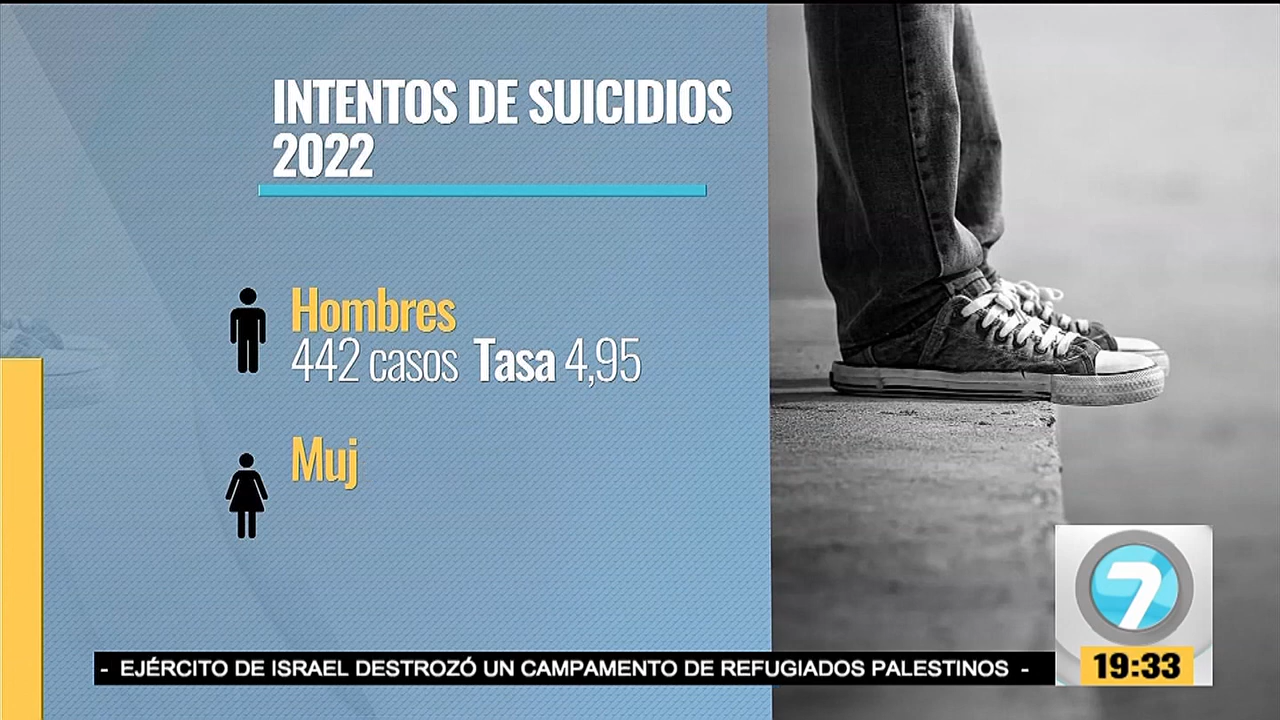 INTENTOS DE SUICIDIOS
2022
Hombres
442 casos Tasa 4,95
Muj
7
- EJÉRCITO DE ISRAEL DESTROZÓ UN CAMPAMENTO DE REFUGIADOS PALESTINOS -
19:33